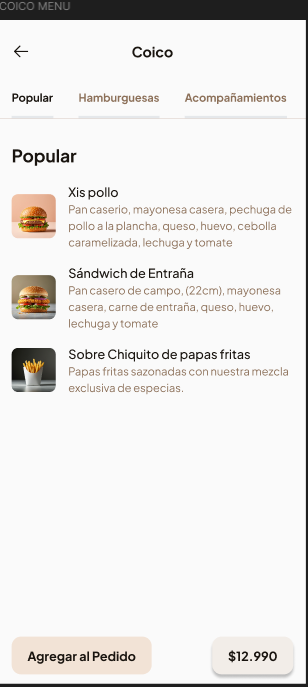 COICO MENU
Coico
Popular Hamburguesas Acompañamientos
Popular
Xis pollo
Pan caserio, mayonesa casera, pechuga de
pollo a la plancha, queso, huevo, cebolla
caramelizada, lechuga y tomate
Sándwich de Entraña
Pan casero de campo, (22cm), mayonesa
casera, carne de entraña, queso, huevo,
lechuga y tomate
Sobre Chiquito de papas fritas
Papas fritas sazonadas con nuestra mezcla
exclusiva de especias.
Agregar al Pedido $12.990